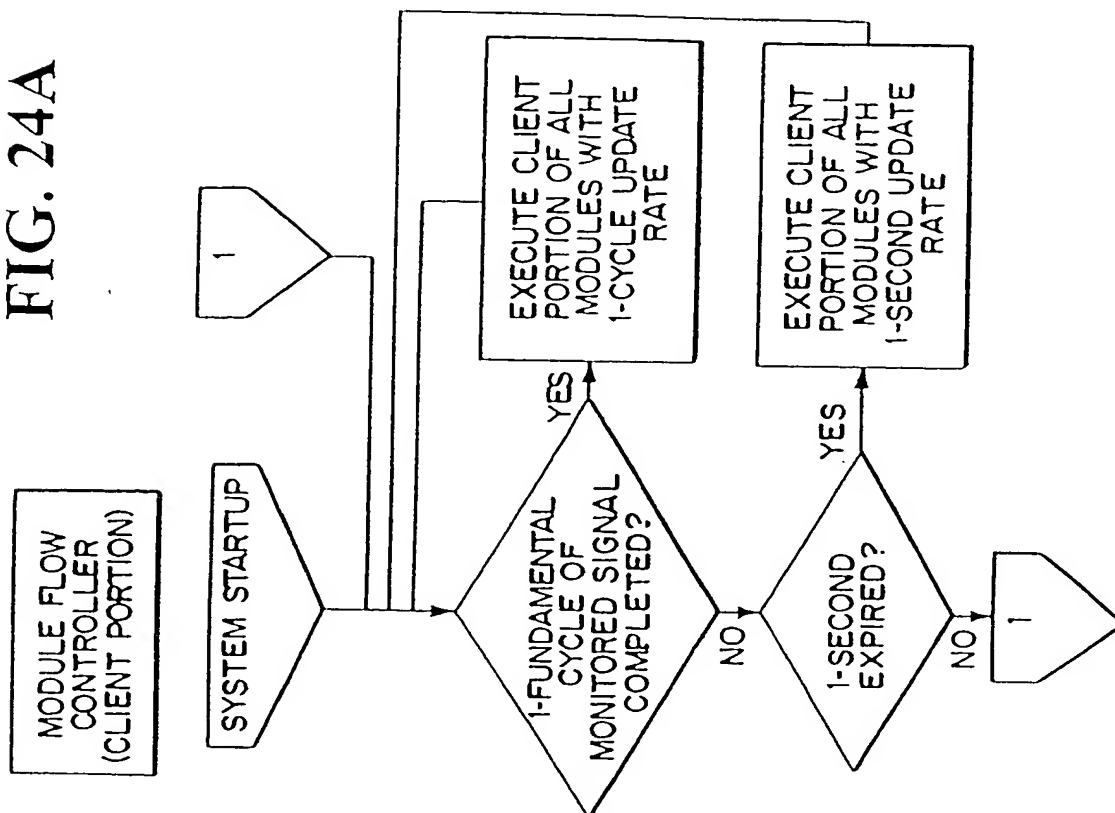 FIG. 24A
MODULE FLOW
CONTROLLER
(CLIENT PORTION)
SYSTEM STARTUP
1
1-FUNDAMENTAL
CYCLE OF
MONITORED SIGNAL
COMPLETED?
YES
EXECUTE CLIENT
PORTION OF ALL
MODULES WITH
1-CYCLE UPDATE
RATE
NO
1-SECOND
EXPIRED?
YES
EXECUTE CLIENT
PORTION OF ALL
MODULES WITH
1-SECOND UPDATE
RATE
NO
1